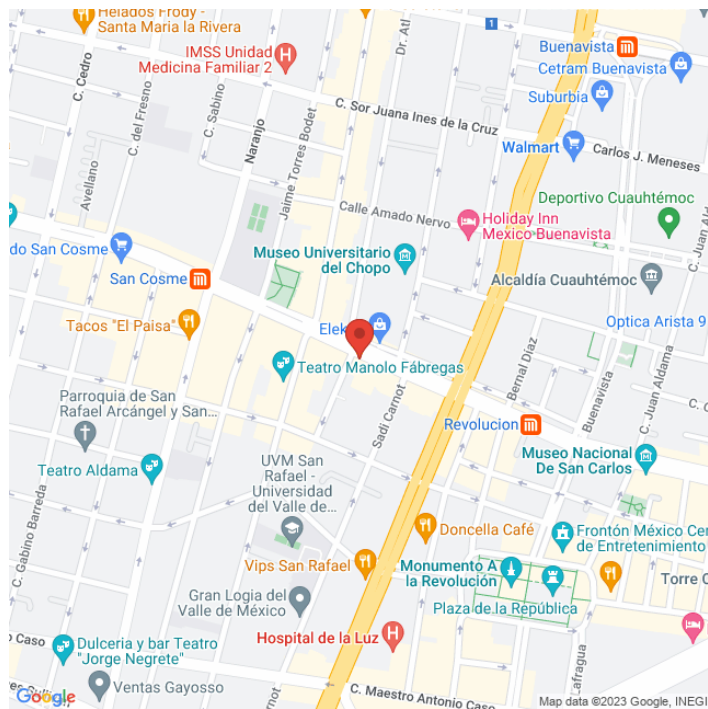 Helados Frody -
Santa Maria la Rivera
IMSS Unidad
Medicina Familiar 2
Dr. Atl
1
Buenavista
Cetram Buenavista
Suburbia
C. Cedro
C. del Fresno
C. Sabino
Naranjo
Jaime Torres Bodet
C. Sor Juana Ines de la Cruz
Walmart
Carlos J. Meneses
Avellano
Calle Amado Nervo
Deportivo Cuauhtémoc
Holiday Inn
Mexico Buenavista
do San Cosme
Museo Universitario
del Chopo
C. Juan Ald
San Cosme
Alcaldía Cuauhtémoc
Tacos "El Paisa"
Elek
Optica Arista 9
Teatro Manolo Fábregas
Bernal Díaz
Buenavista
C. Juan Aldama
Parroquia de San
Rafael Arcángel y San...
Sadi Carnot
Revolucion
Museo Nacional
De San Carlos
Teatro Aldama
UVM San
Rafael -
Universidad
del Valle de...
C. Gabino Barreda
Doncella Café
Frontón México Cen
de Entretenimiento
Vips San Rafael
Monumento A
la Revolución
Gran Logia del
Valle de México
Plaza de la República
Torre C
Hospital de la Luz
o Caso
Dulceria y bar Teatro
"Jorge Negrete"
Lafragua
Google
Ventas Gayosso
C. Maestro Antonio Caso
Map data ©2023 Google, INEGI